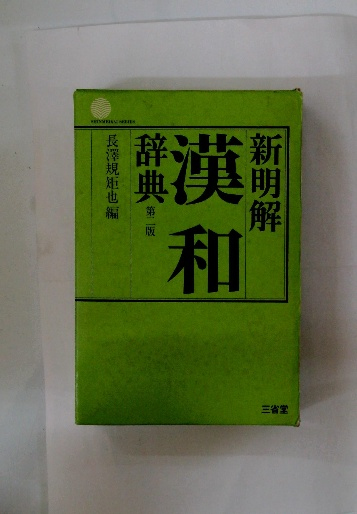 新明解
漢和
辞典
第二版
長澤規矩也編
三省堂